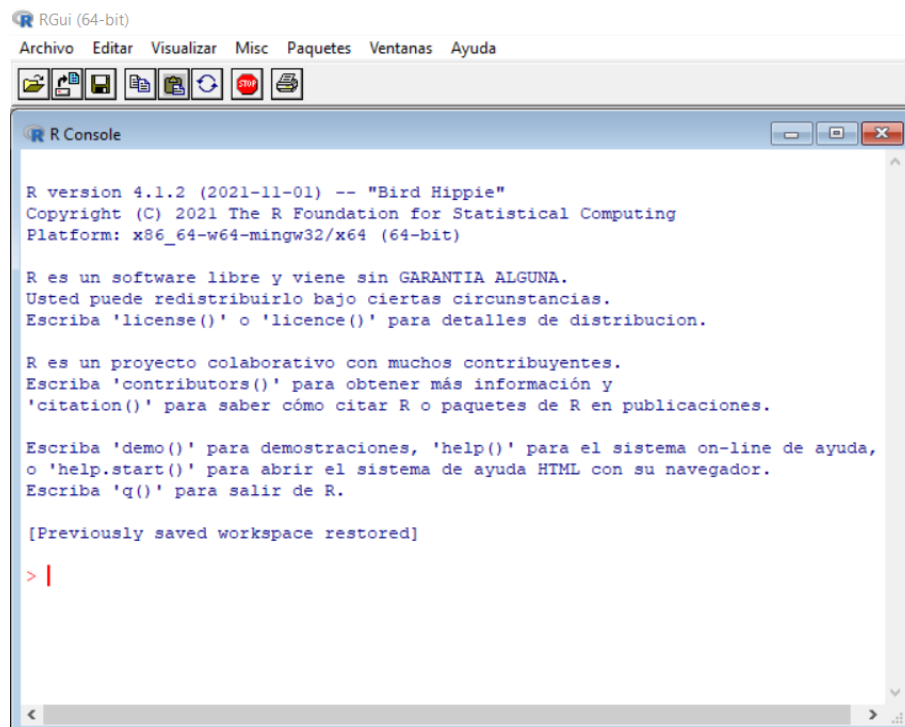 RGui (64-bit)
Archivo Editar Visualizar Misc Paquetes Ventanas Ayuda
STOP
R Console
R version 4.1.2 (2021-11-01) -- "Bird Hippie"
Copyright (C) 2021 The R Foundation for Statistical Computing
Platform: x86_64-w64-mingw32/x64 (64-bit)
R es un software libre y viene sin GARANTIA ALGUNA.
Usted puede redistribuirlo bajo ciertas circunstancias.
Escriba 'license()' o 'licence()' para detalles de distribucion.
R es un proyecto colaborativo con muchos contribuyentes.
Escriba 'contributors()' para obtener más información y
'citation()' para saber cómo citar R o paquetes de R en publicaciones.
Escriba 'demo()' para demostraciones, 'help()' para el sistema on-line de ayuda,
o 'help.start()' para abrir el sistema de ayuda HTML con su navegador.
Escriba 'q()' para salir de R.
[Previously saved workspace restored]
>